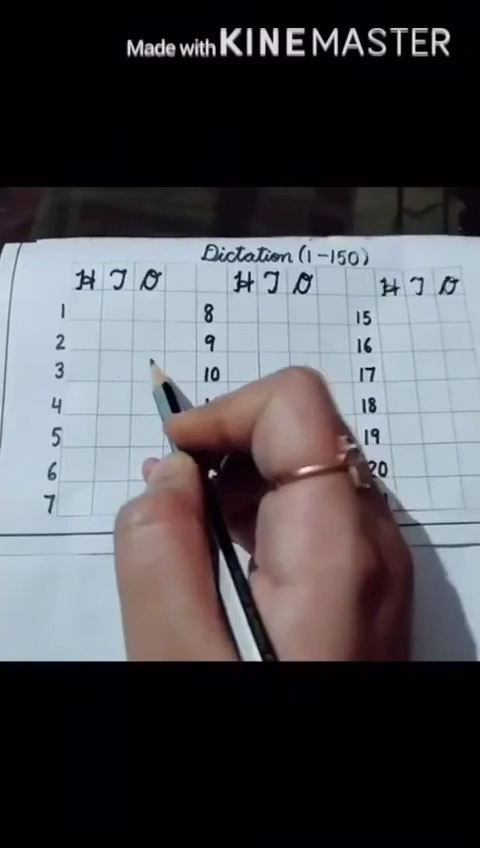 Made with KINEMASTER
Dictation (1-150)
H T O H T O H T O
1 8 15
2 9 16
3 10 17
4 18
5 19
6 20
7